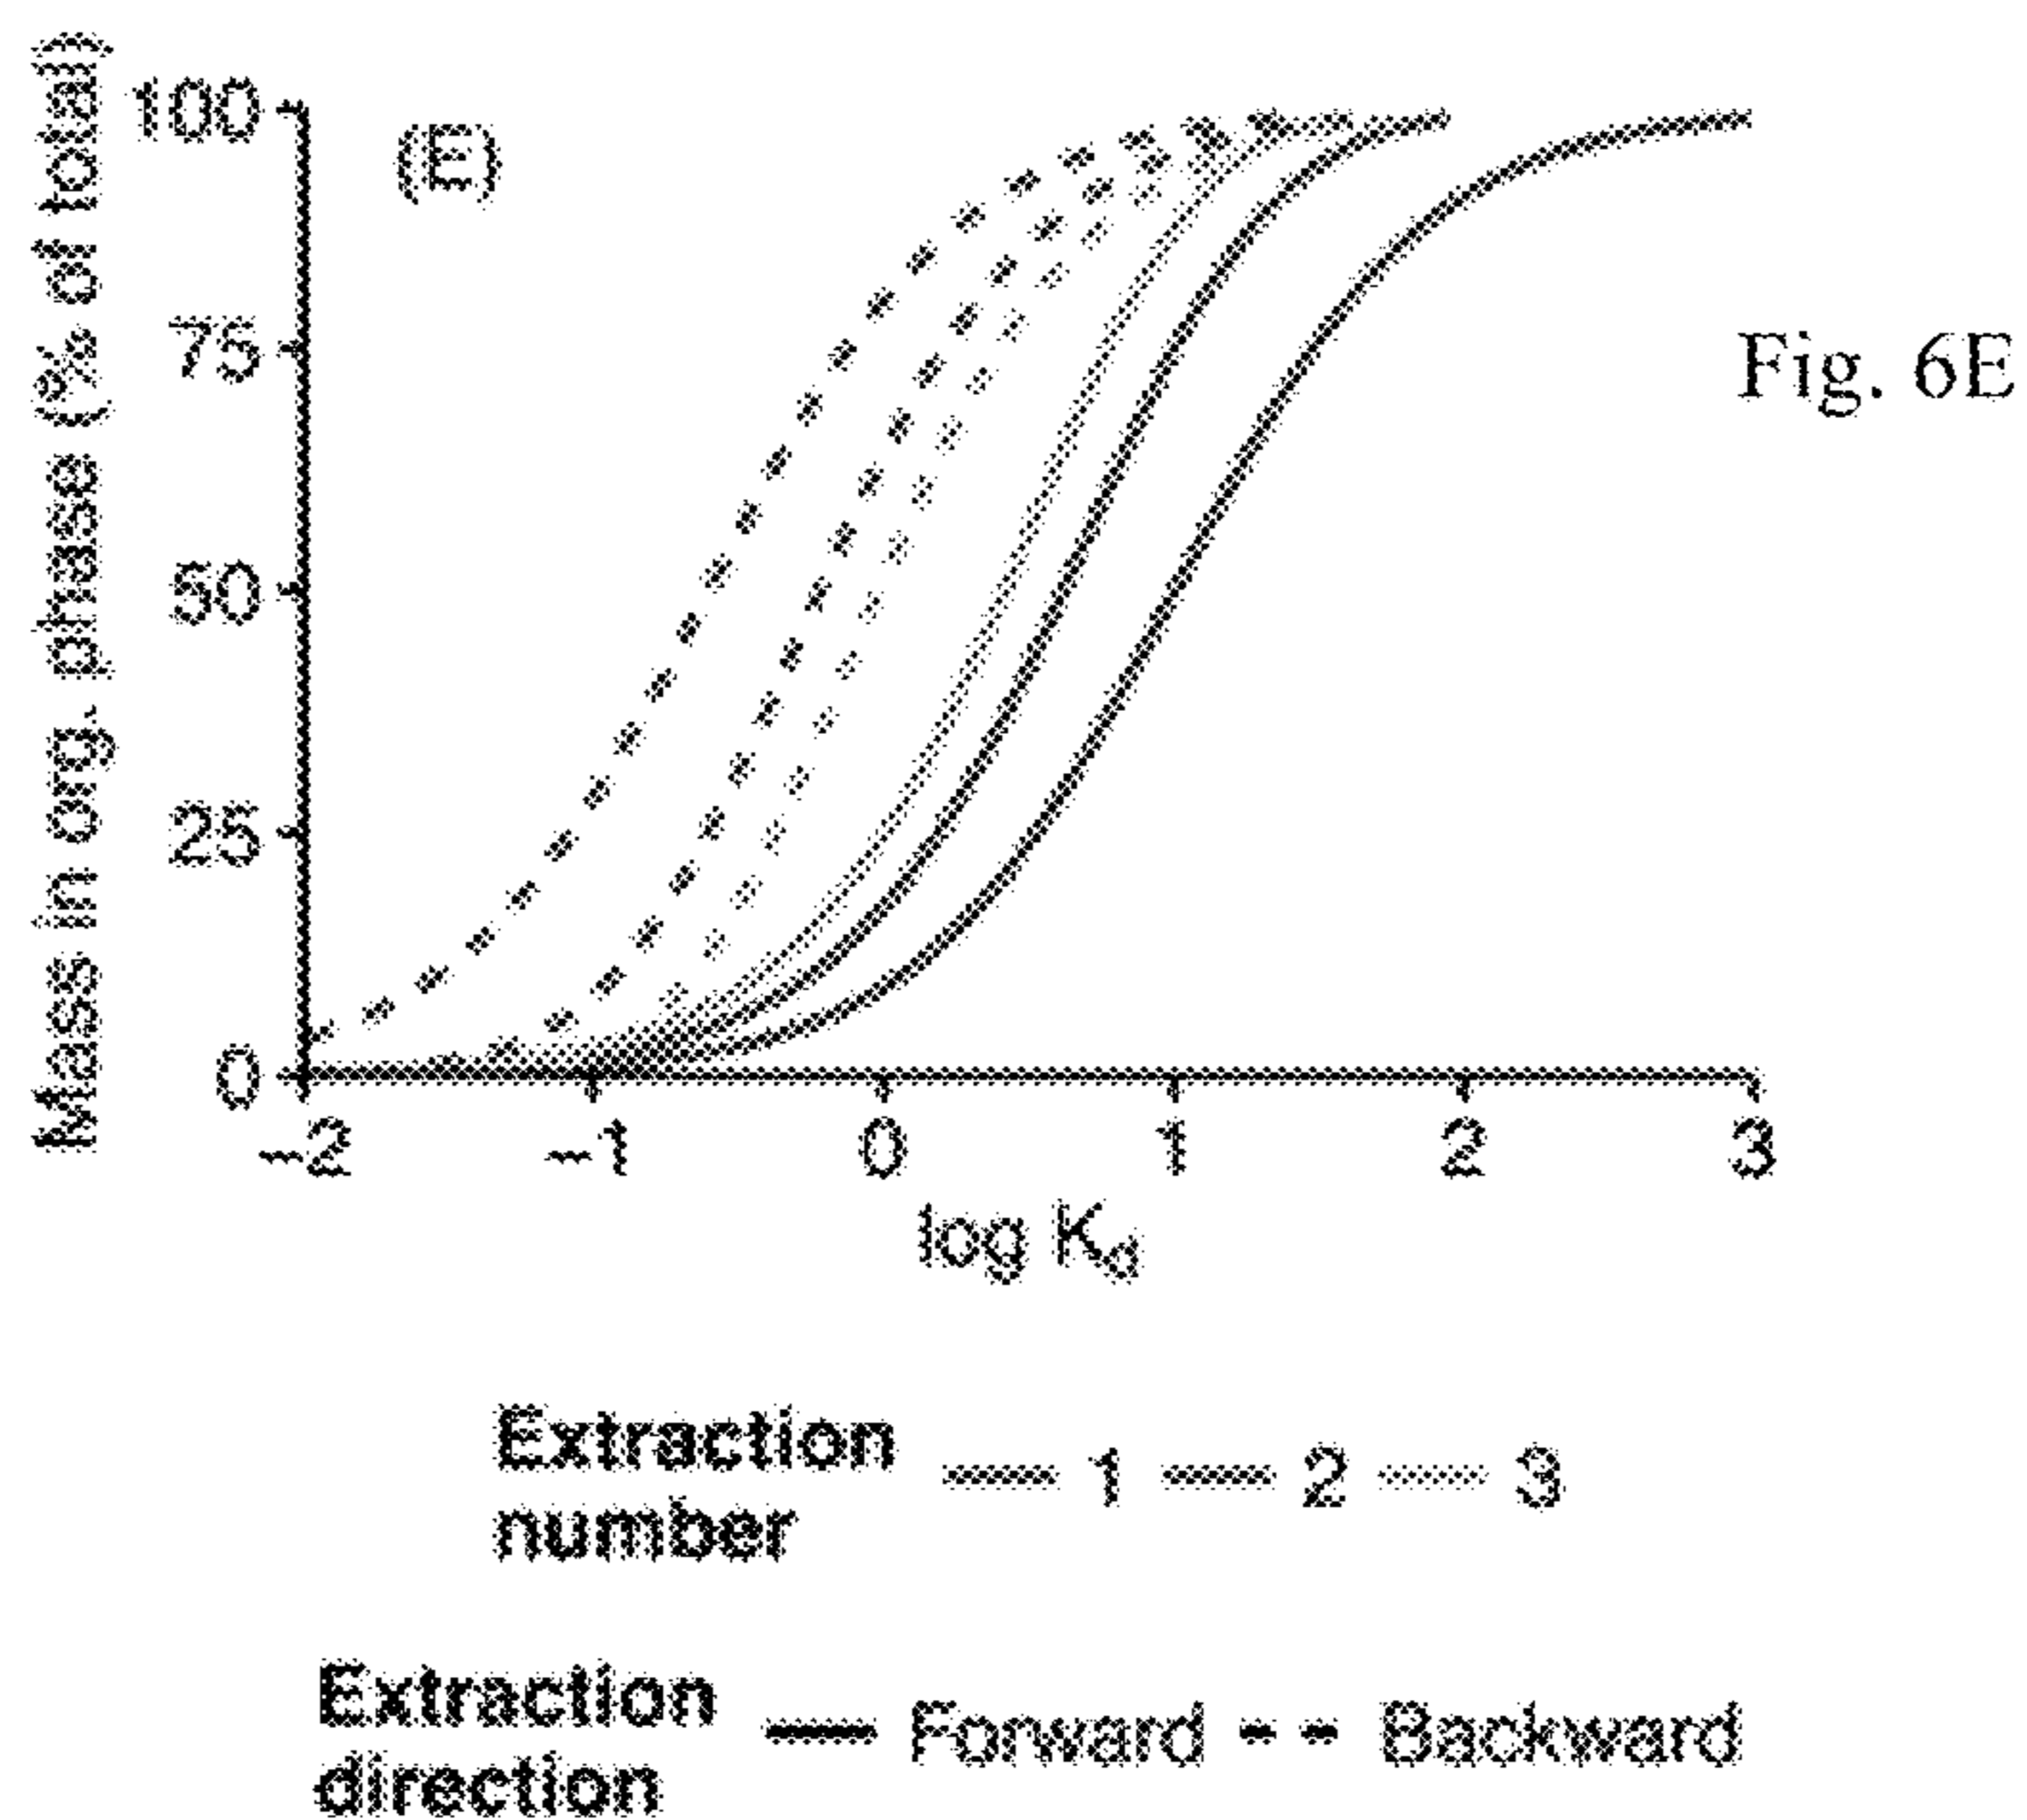 Mass in org. phase (% of total)
100
75
50
25
0
(E)
Fig. 6E
-2 -1 0 1 2 3
log Kd
Extraction
number
1 2 3
Extraction
direction
Forward Backward